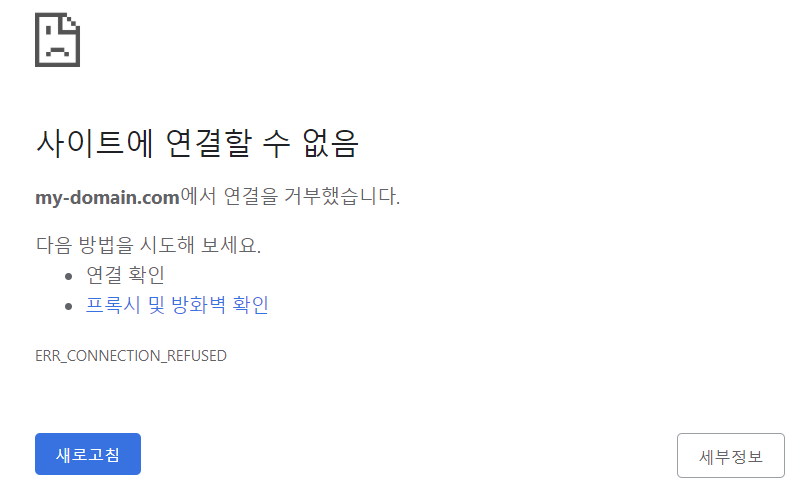 사이트에 연결할 수 없음
my-domain.com에서 연결을 거부했습니다.
다음 방법을 시도해 보세요.
• 연결 확인
• 프록시 및 방화벽 확인
ERR_CONNECTION_REFUSED
새로고침
세부정보